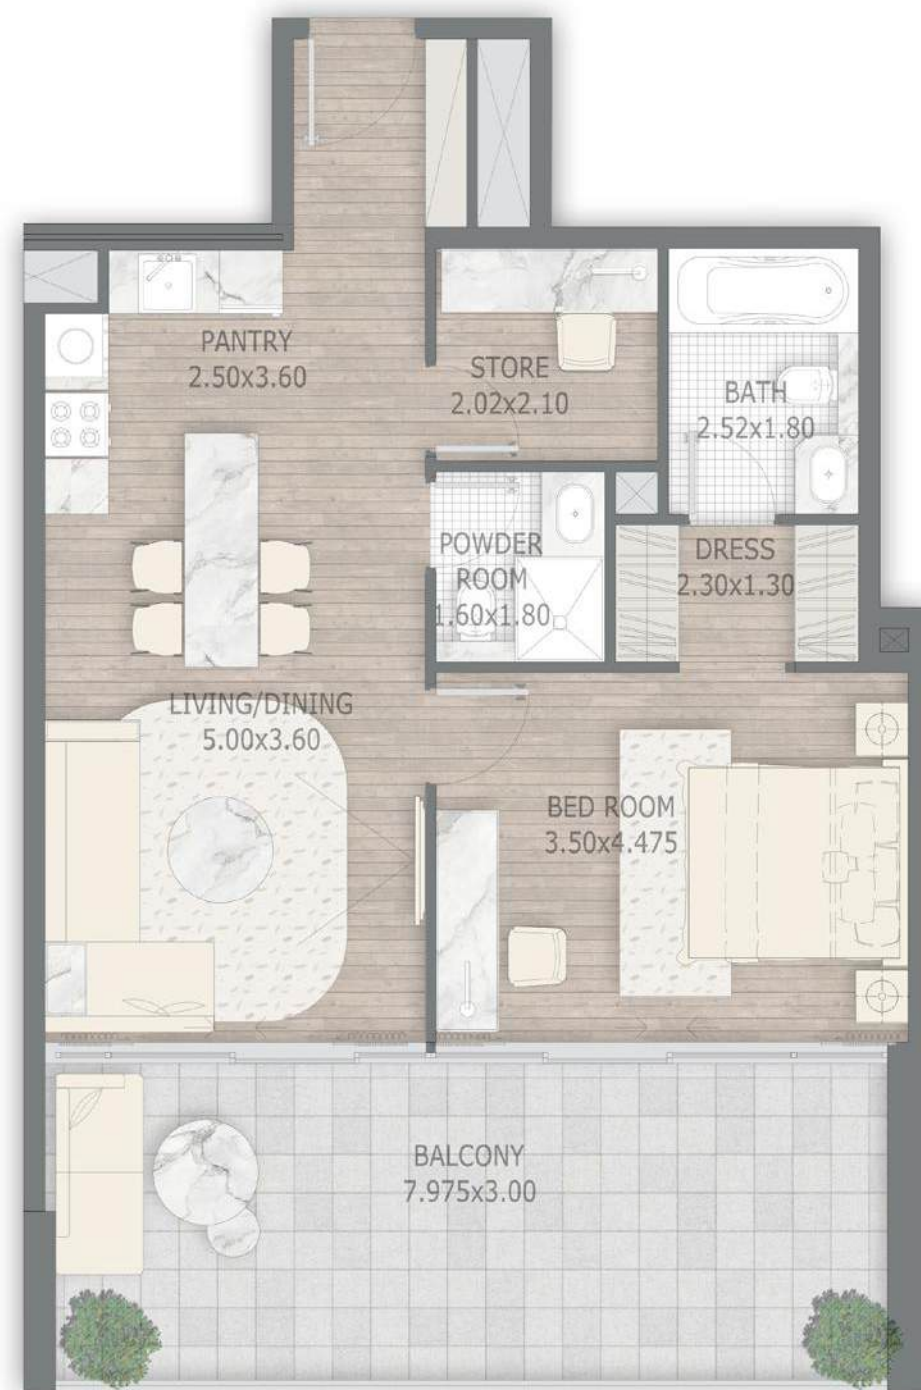 PANTRY
2.50x3.60
STORE
2.02x2.10
BATH
2.52x1.80
POWDER
ROOM
1.60x1.80
DRESS
2.30x1.30
LIVING/DINING
5.00x3.60
BED ROOM
3.50x4.475
BALCONY
7.975x3.00